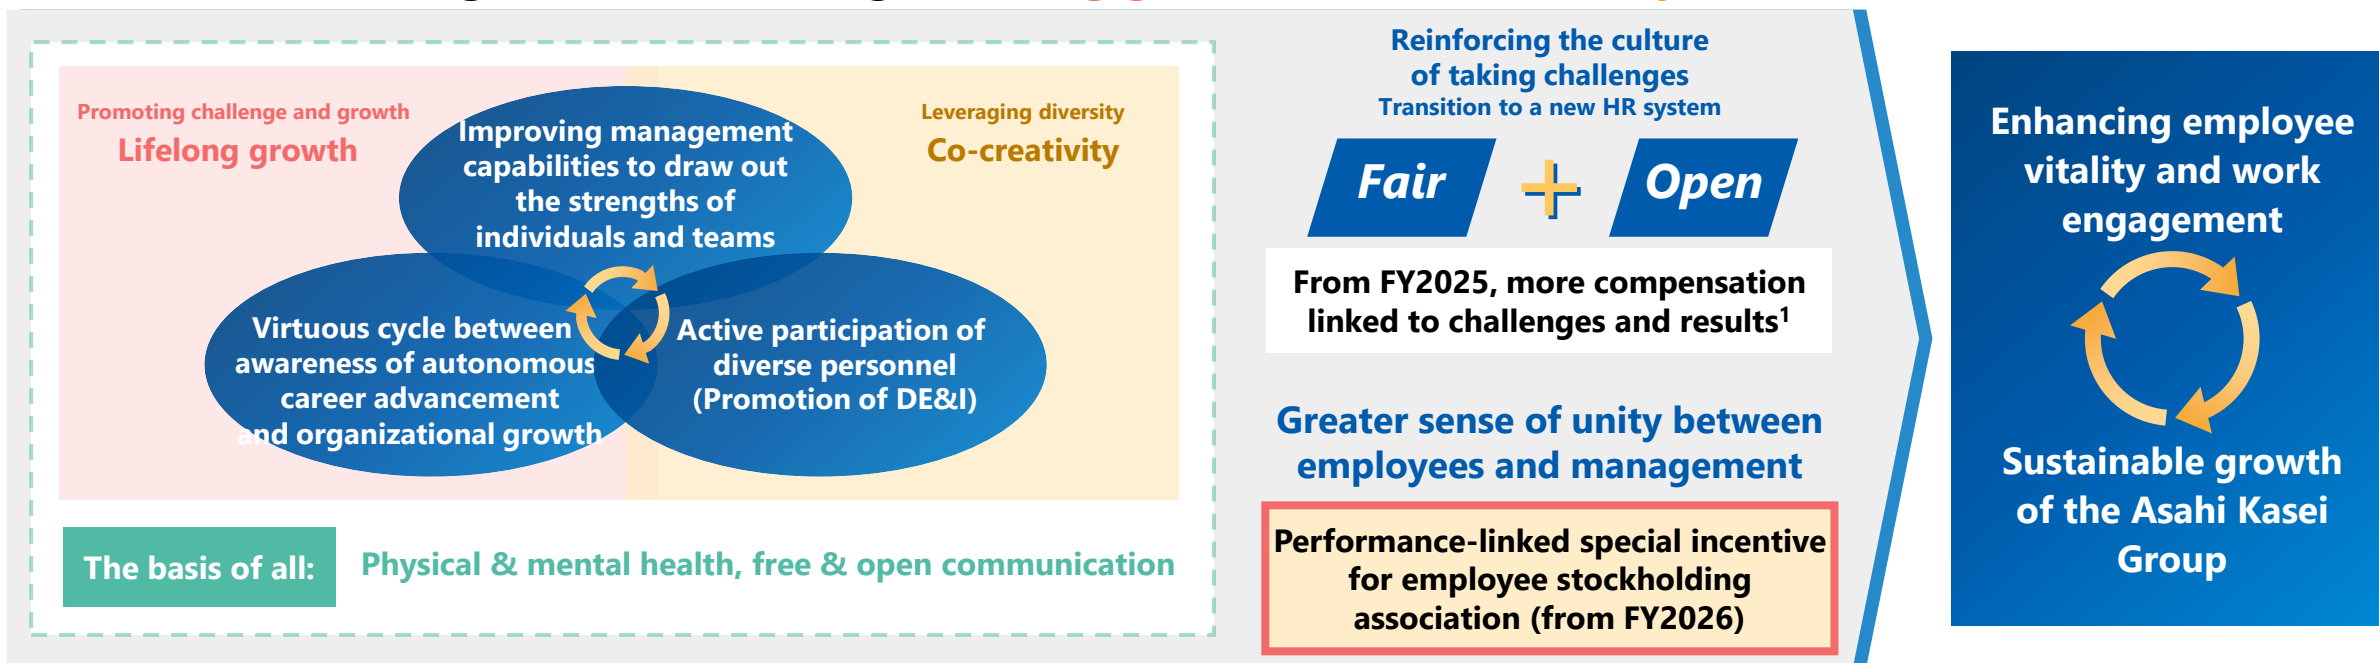 Promoting challenge and growth
Lifelong growth
Leveraging diversity
Co-creativity
Improving management
capabilities to draw out
the strengths of
individuals and teams
Virtuous cycle between
awareness of autonomous
career advancement
and organizational growth
Active participation of
diverse personnel
(Promotion of DE&I)
The basis of all:
Physical & mental health, free & open communication
Reinforcing the culture
of taking challenges
Transition to a new HR system
Fair + Open
From FY2025, more compensation
linked to challenges and results¹
Greater sense of unity between
employees and management
Performance-linked special incentive
for employee stockholding
association (from FY2026)
Enhancing employee
vitality and work
engagement
Sustainable growth
of the Asahi Kasei
Group